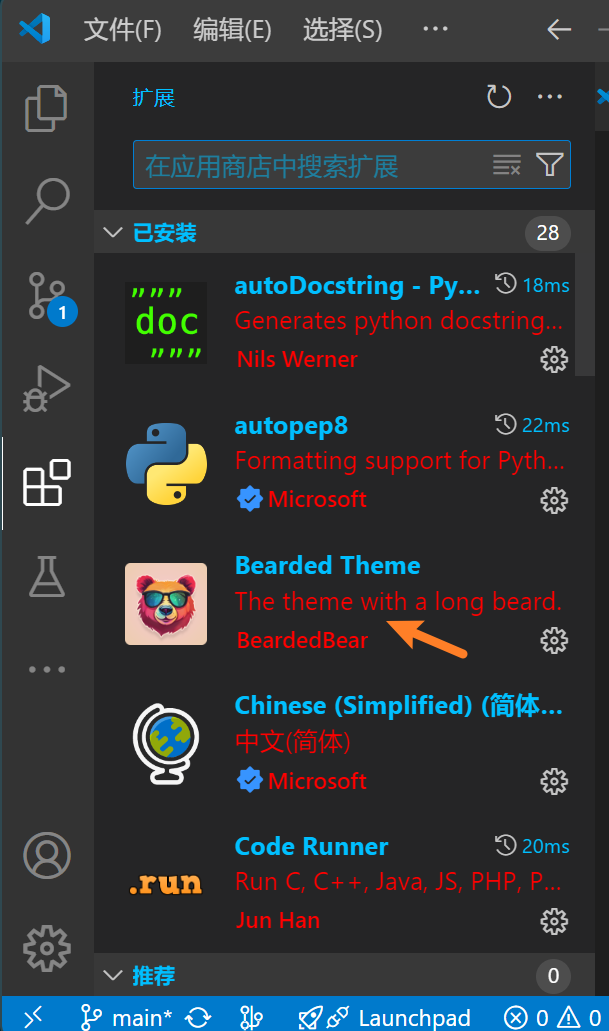 文件(F) 编辑(E) 选择(S) ···
扩展
在应用商店中搜索扩展
已安装 28
autoDocstring - Py... 18ms
Generates python docstring...
Nils Werner
"""
doc
"""
1
autopep8 22ms
Formatting support for Pyth...
Microsoft
Bearded Theme
The theme with a long beard.
BeardedBear
Chinese (Simplified) (简体...
中文(简体)
Microsoft
Code Runner 20ms
Run C, C++, Java, JS, PHP, P...
Jun Han
.run
推荐 0
main* Launchpad 0 0